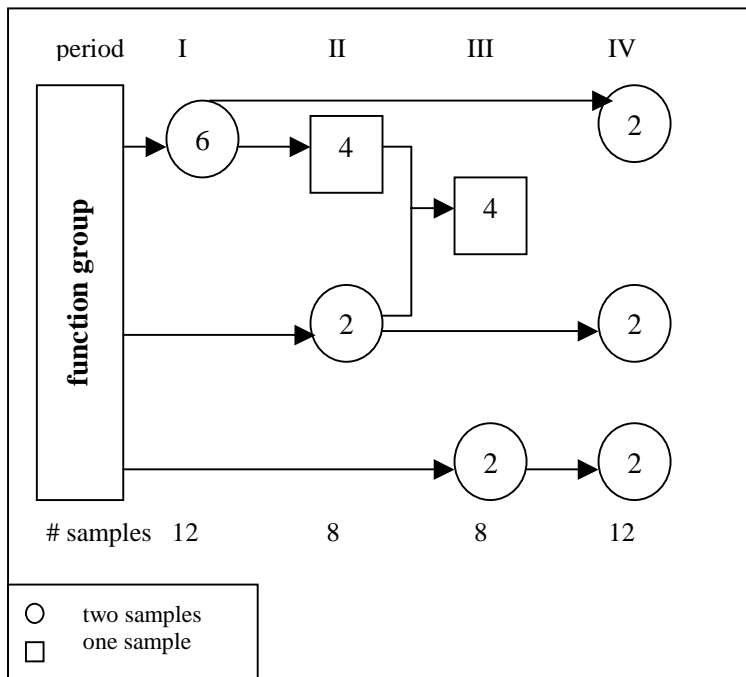 period I II III IV
6 4 2
4
function group
2 2
2 2
# samples 12 8 8 12
two samples
one sample